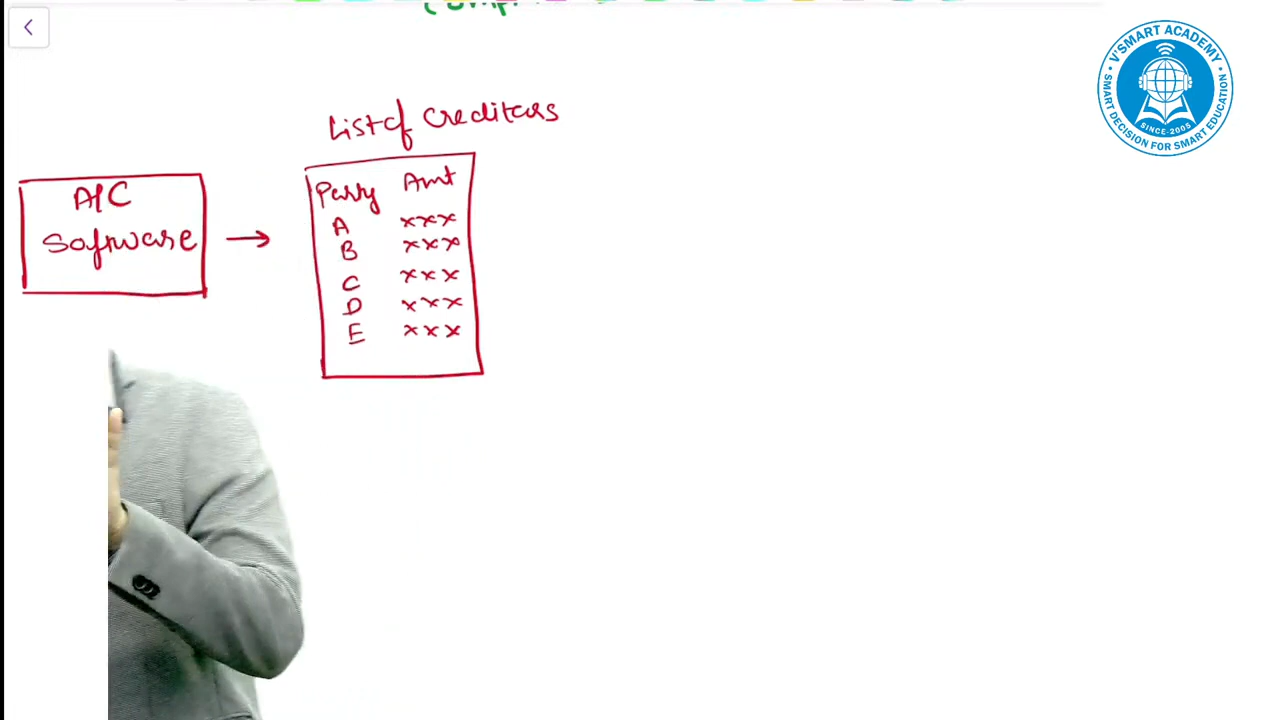 V'SMART ACADEMY
SMART DECISION FOR SMART EDUCATION
SINCE-2005
List of Creditors
A/C
Software
Party Amt
A xxx
B xxx
C xxx
D xxx
E xxx